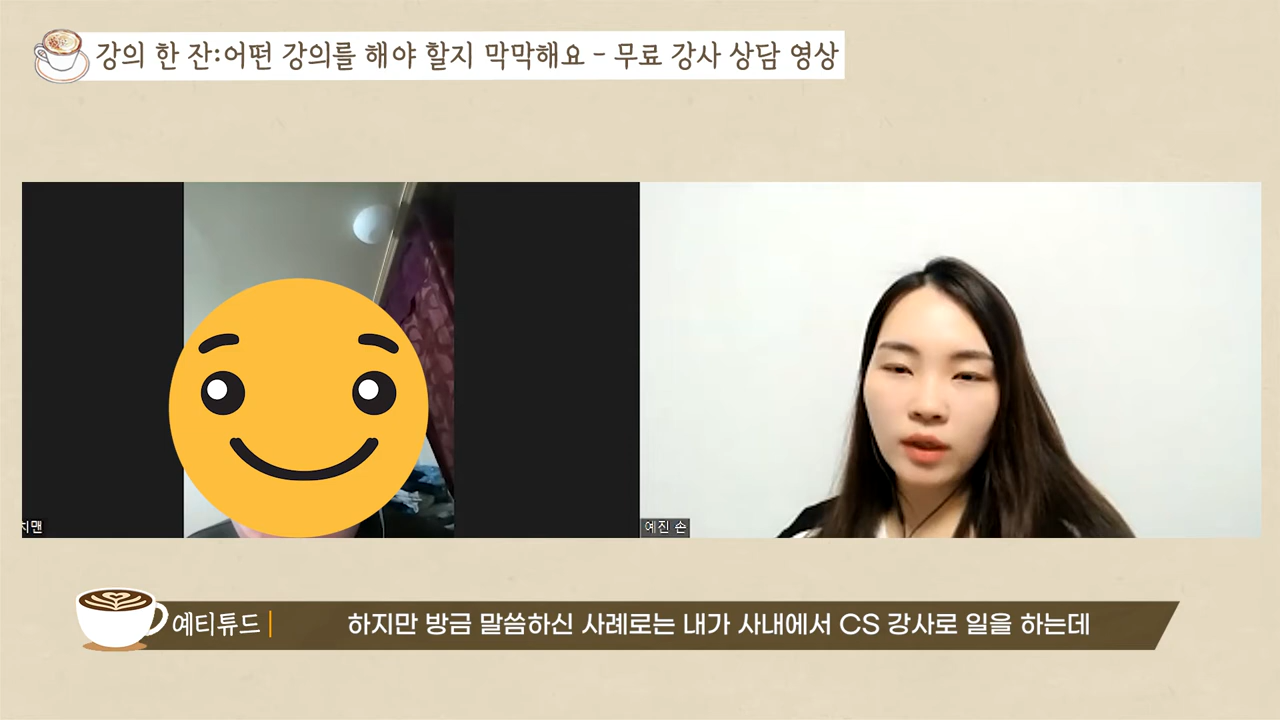 강의 한 잔:어떤 강의를 해야 할지 막막해요 - 무료 강사 상담 영상
치맨
예진 손
예티튜드
하지만 방금 말씀하신 사례로는 내가 사내에서 CS 강사로 일을 하는데